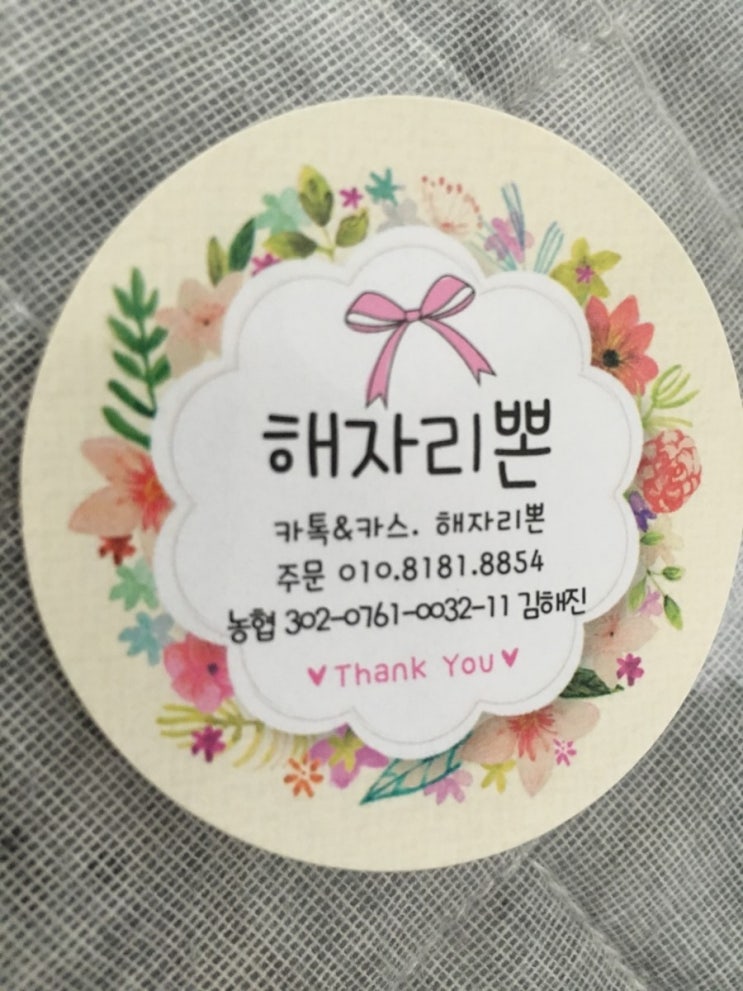 해자리뽄
카톡&카스. 해자리뽄
주문 010.8181.8854
농협 302-0761-0032-11 김해진
♥Thank You♥